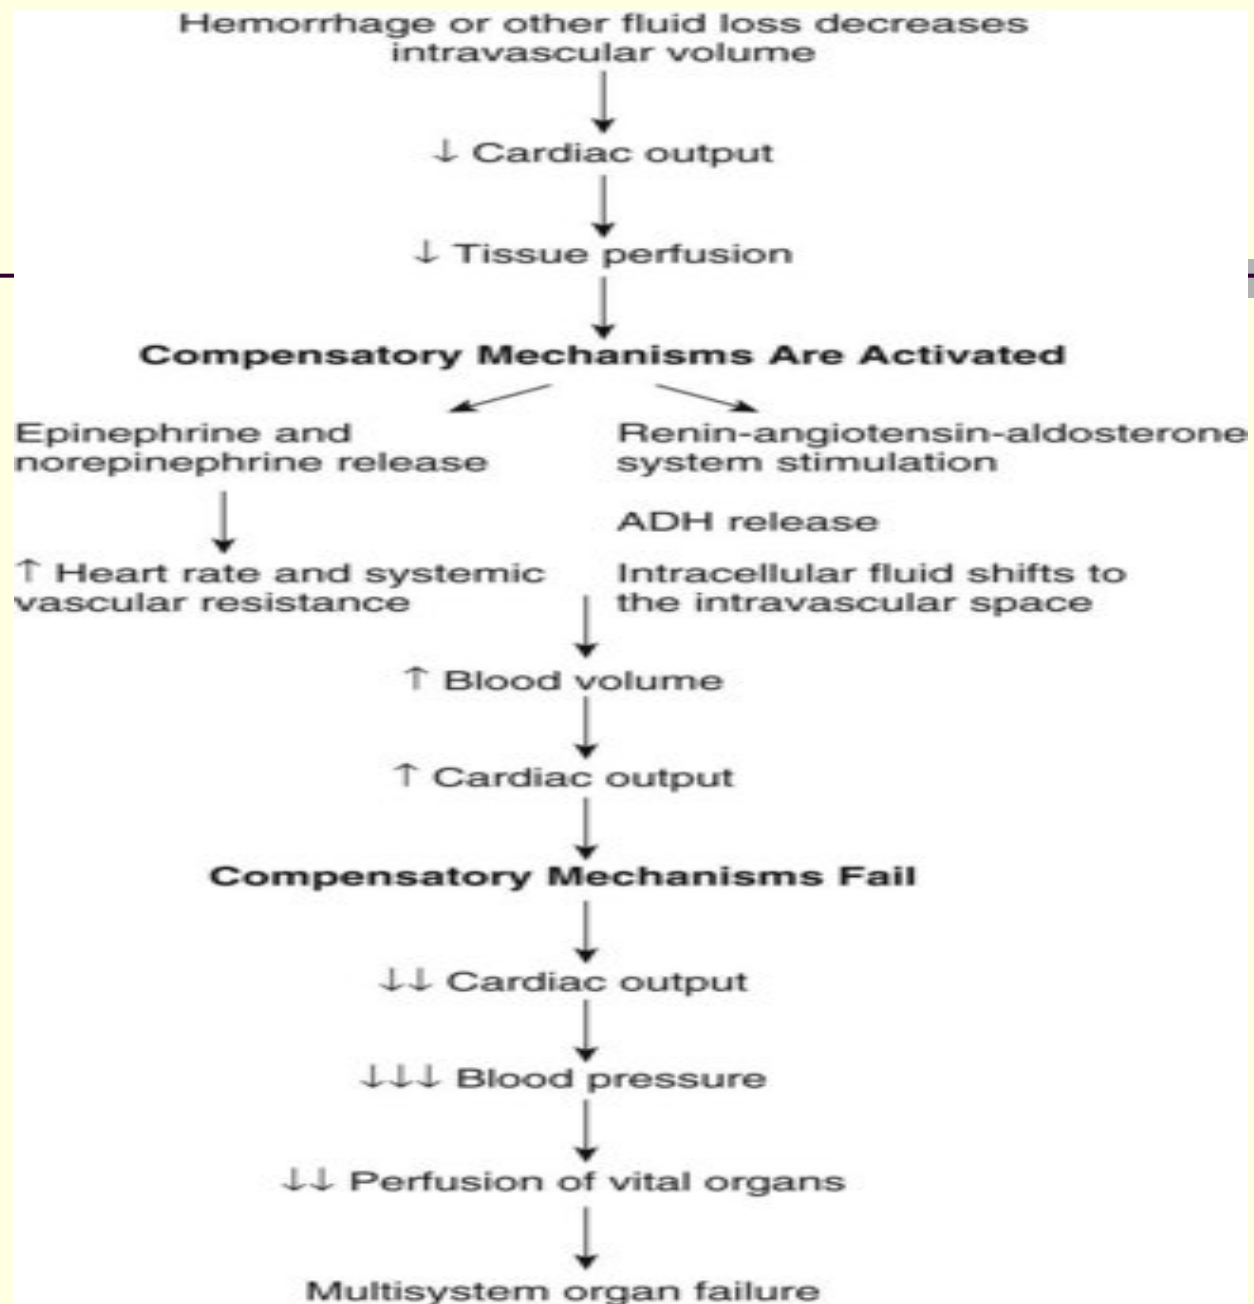 Hemorrhage or other fluid loss decreases
intravascular volume
↓ Cardiac output
↓ Tissue perfusion
Compensatory Mechanisms Are Activated
Epinephrine and
norepinephrine release
↑ Heart rate and systemic
vascular resistance
Renin-angiotensin-aldosterone
system stimulation
ADH release
Intracellular fluid shifts to
the intravascular space
↑ Blood volume
↑ Cardiac output
Compensatory Mechanisms Fail
↓↓ Cardiac output
↓↓↓ Blood pressure
↓↓ Perfusion of vital organs
Multisystem organ failure